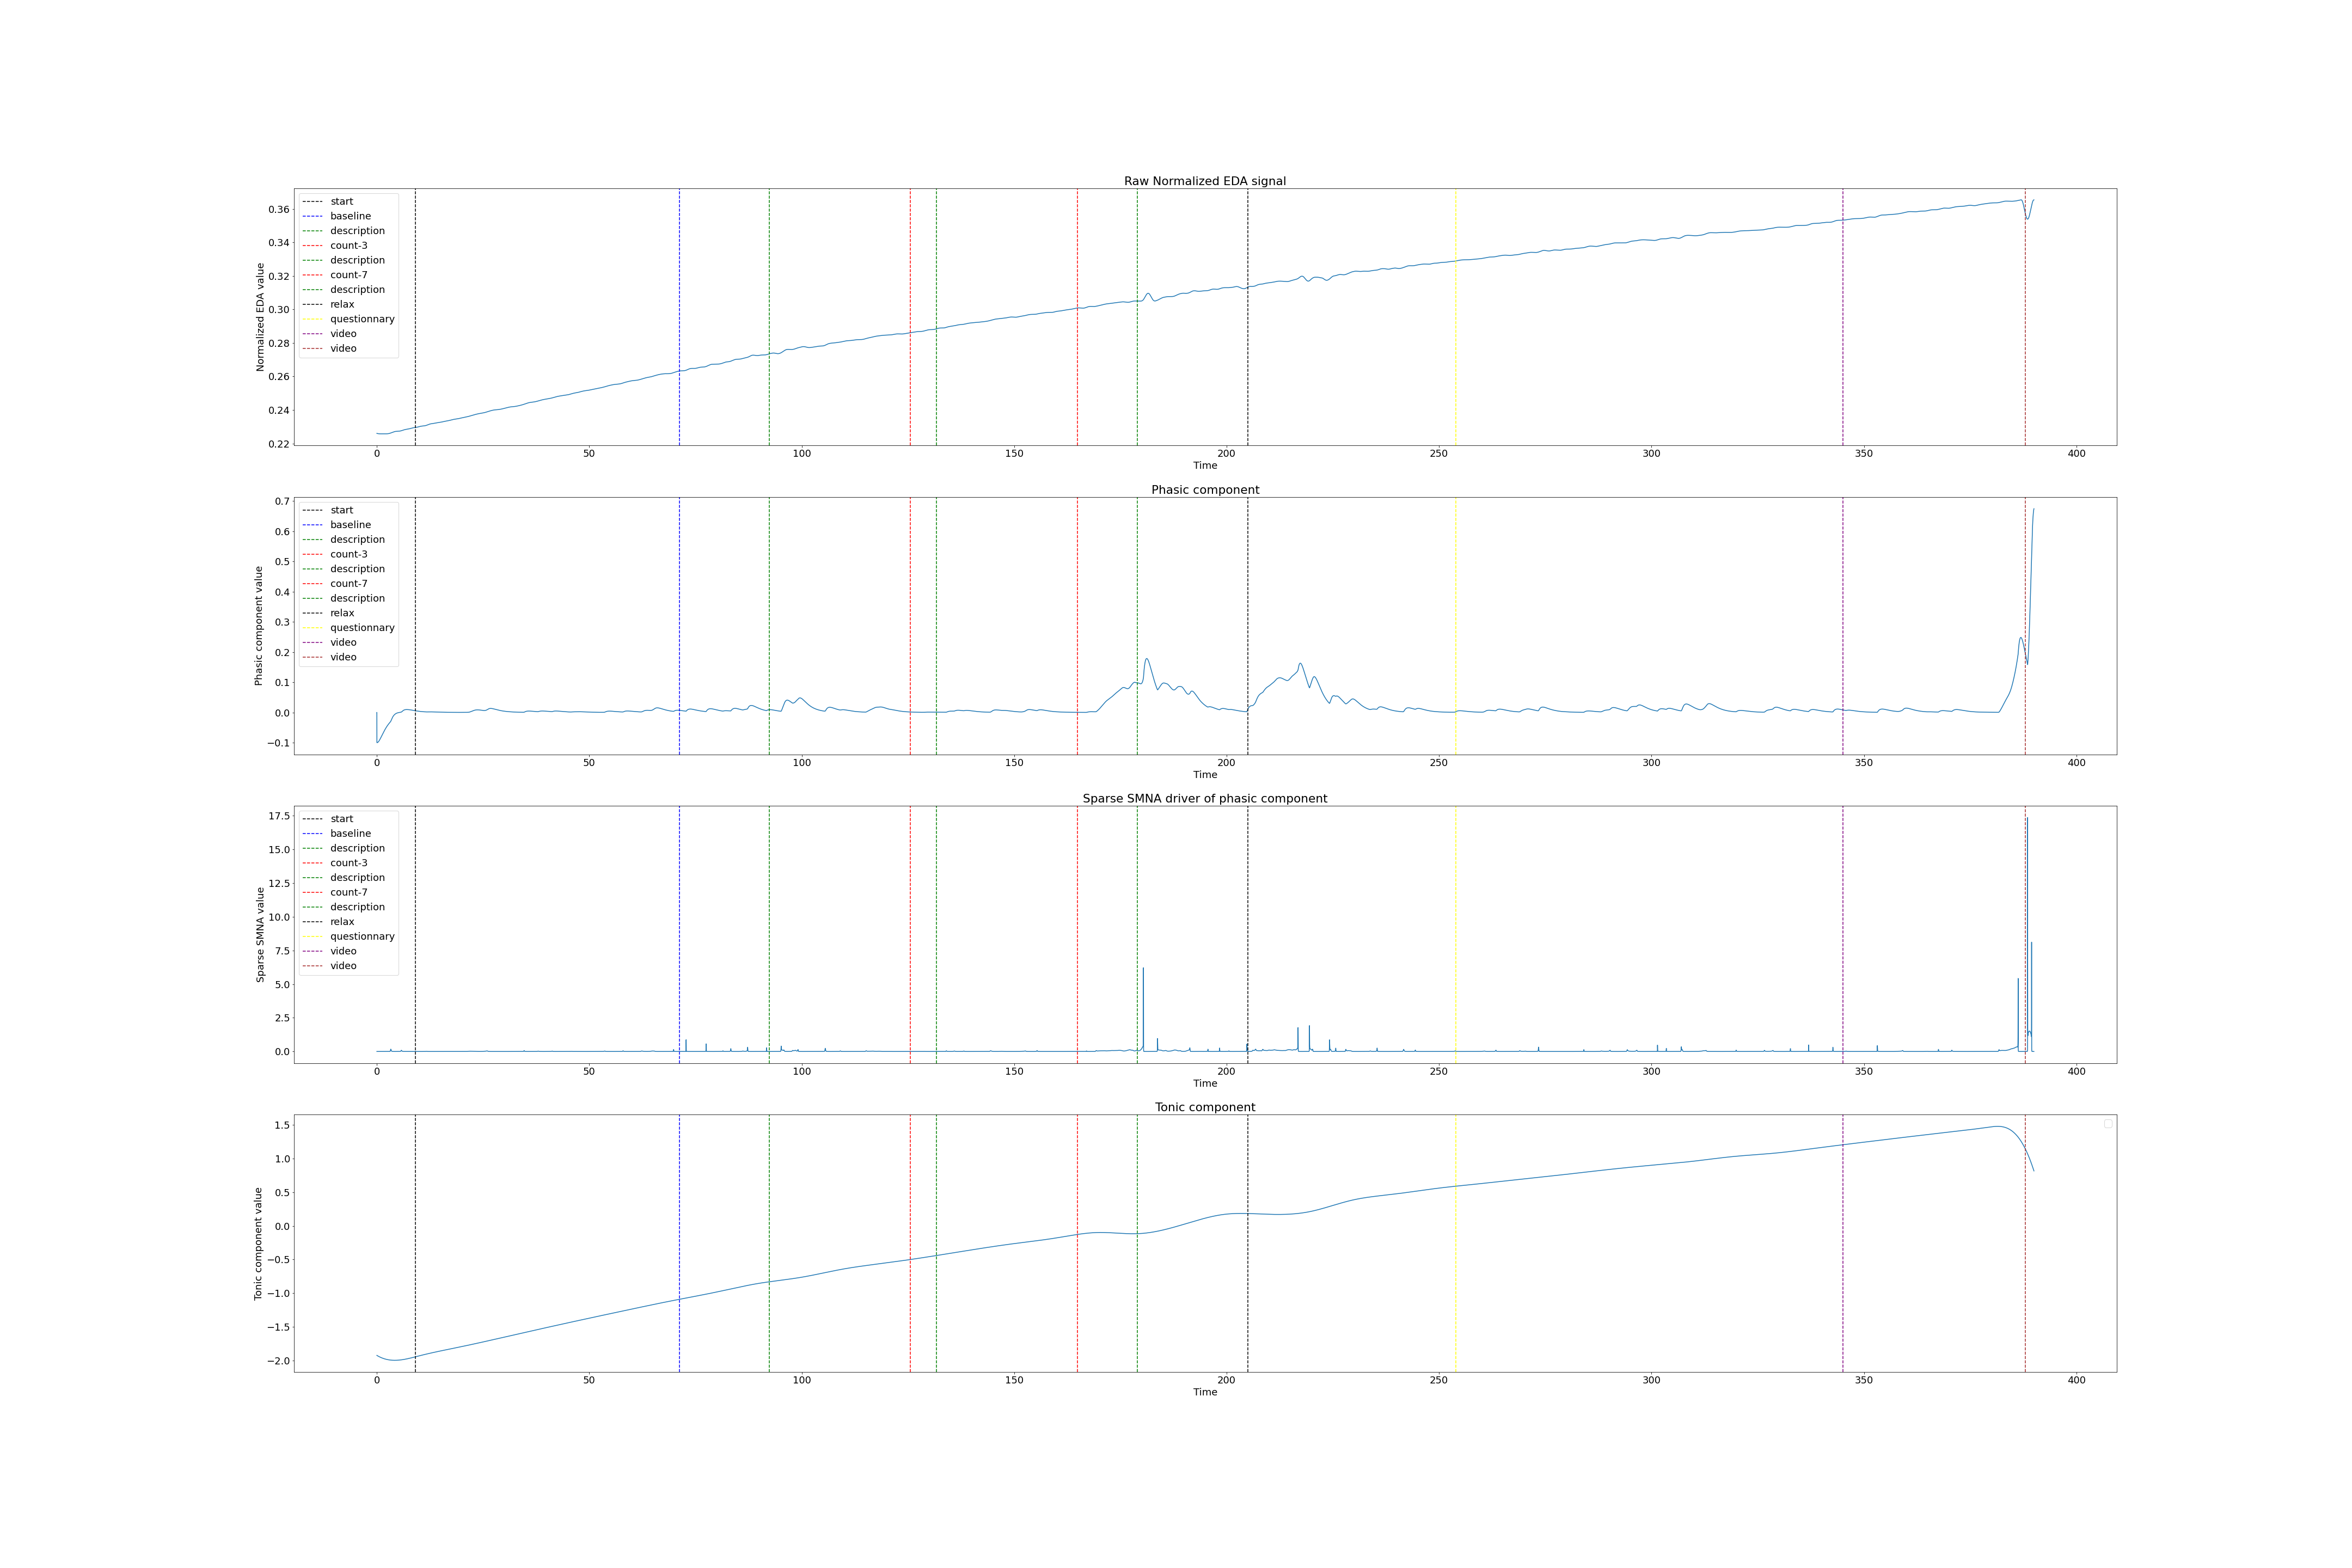 Raw Normalized EDA signal
Normalized EDA value
0.36
0.34
0.32
0.30
0.28
0.26
0.24
0.22
start
baseline
description
count-3
description
count-7
description
relax
questionnary
video
video
0 50 100 150 200 250 300 350 400
Time
Phasic component
Phasic component value
0.7
0.6
0.5
0.4
0.3
0.2
0.1
0.0
−0.1
start
baseline
description
count-3
description
count-7
description
relax
questionnary
video
video
0 50 100 150 200 250 300 350 400
Time
Sparse SMNA driver of phasic component
Sparse SMNA value
17.5
15.0
12.5
10.0
7.5
5.0
2.5
0.0
start
baseline
description
count-3
description
count-7
description
relax
questionnary
video
video
0 50 100 150 200 250 300 350 400
Time
Tonic component
Tonic component value
1.5
1.0
0.5
0.0
−0.5
−1.0
−1.5
−2.0
0 50 100 150 200 250 300 350 400
Time